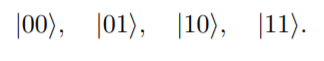 |00⟩, |01⟩, |10⟩, |11⟩.